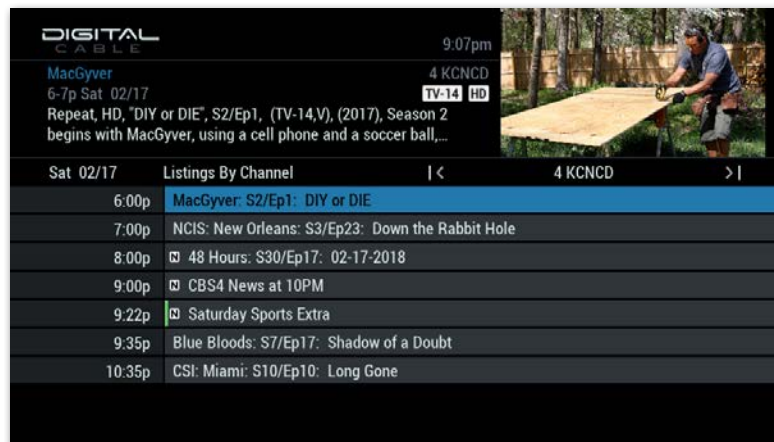 DIGITAL
CABLE
9:07pm
MacGyver
4 KCNCD
6-7p Sat 02/17
TV-14 HD
Repeat, HD, "DIY or DIE", S2/Ep1, (TV-14,V), (2017), Season 2
begins with MacGyver, using a cell phone and a soccer ball,...
Sat 02/17 Listings By Channel |< 4 KCNCD >|
6:00p MacGyver: S2/Ep1: DIY or DIE
7:00p NCIS: New Orleans: S3/Ep23: Down the Rabbit Hole
8:00p N 48 Hours: S30/Ep17: 02-17-2018
9:00p N CBS4 News at 10PM
9:22p N Saturday Sports Extra
9:35p Blue Bloods: S7/Ep17: Shadow of a Doubt
10:35p CSI: Miami: S10/Ep10: Long Gone